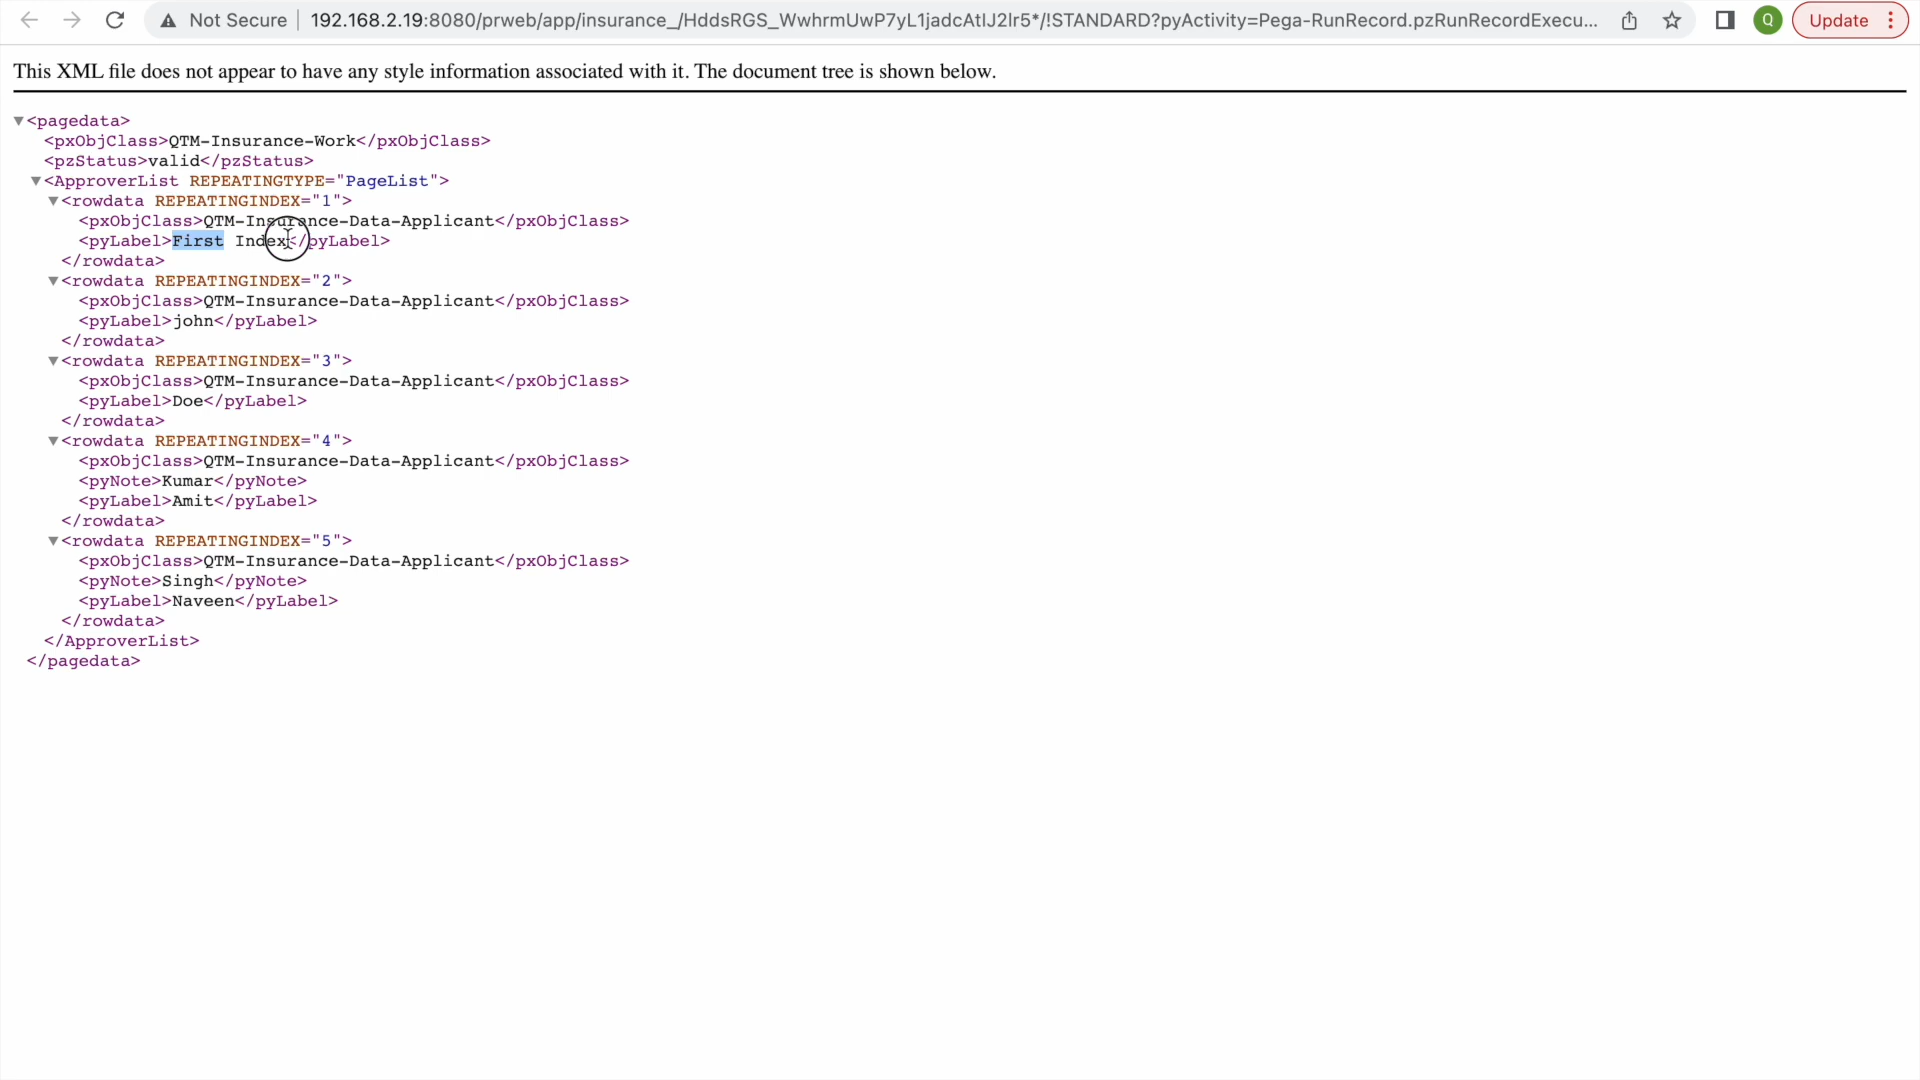 Not Secure 192.168.2.19:8080/prweb/app/insurance_/HddsRGS_WwhrmUwP7yL1jadcAtIJ2Ir5*/!STANDARD?pyActivity=Pega-RunRecord.pzRunRecordExecu... Q Update
This XML file does not appear to have any style information associated with it. The document tree is shown below.
▼<pagedata>
<pxObjClass>QTM-Insurance-Work</pxObjClass>
<pzStatus>valid</pzStatus>
▼<ApproverList REPEATINGTYPE="PageList">
▼<rowdata REPEATINGINDEX="1">
<pxObjClass>QTM-Insurance-Data-Applicant</pxObjClass>
<pyLabel>First Index</pyLabel>
</rowdata>
▼<rowdata REPEATINGINDEX="2">
<pxObjClass>QTM-Insurance-Data-Applicant</pxObjClass>
<pyLabel>john</pyLabel>
</rowdata>
▼<rowdata REPEATINGINDEX="3">
<pxObjClass>QTM-Insurance-Data-Applicant</pxObjClass>
<pyLabel>Doe</pyLabel>
</rowdata>
▼<rowdata REPEATINGINDEX="4">
<pxObjClass>QTM-Insurance-Data-Applicant</pxObjClass>
<pyNote>Kumar</pyNote>
<pyLabel>Amit</pyLabel>
</rowdata>
▼<rowdata REPEATINGINDEX="5">
<pxObjClass>QTM-Insurance-Data-Applicant</pxObjClass>
<pyNote>Singh</pyNote>
<pyLabel>Naveen</pyLabel>
</rowdata>
</ApproverList>
</pagedata>